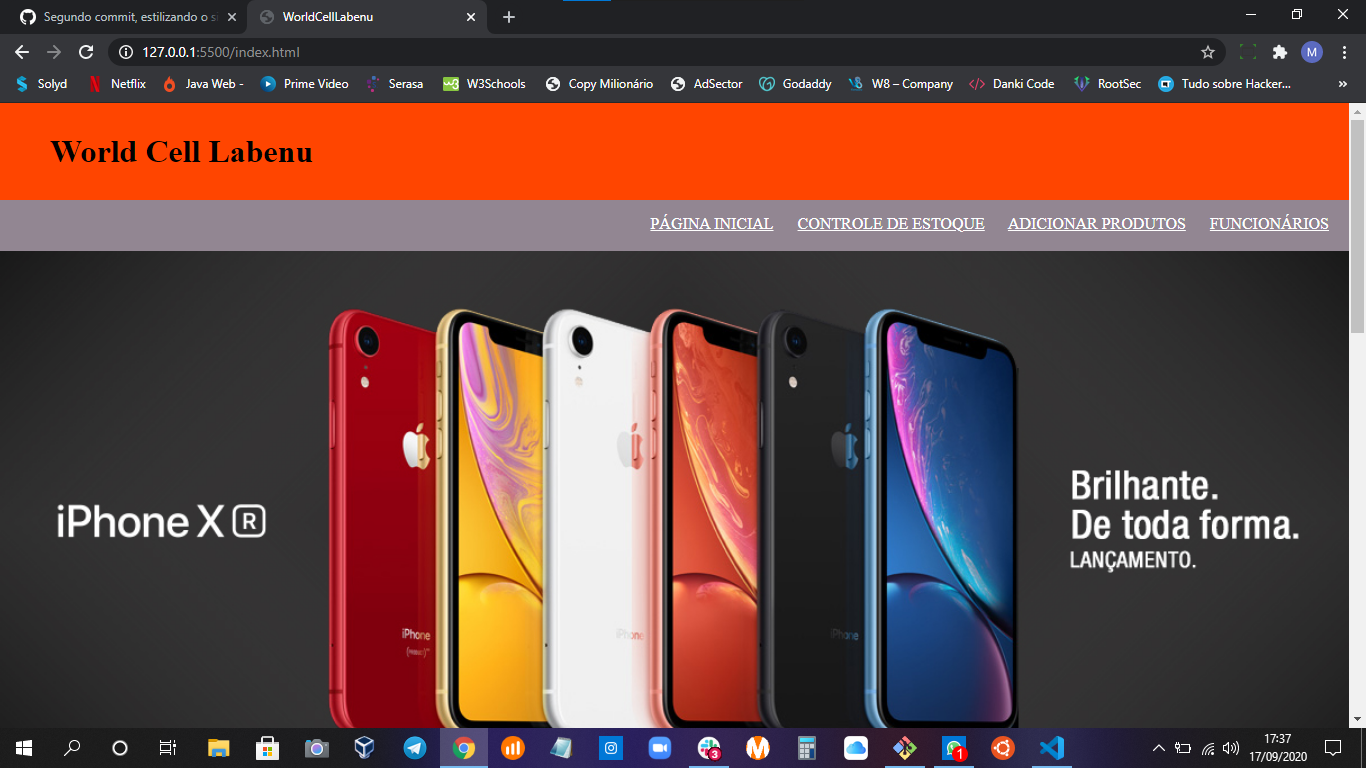 Segundo commit, estilizando o s
WorldCellLabenu
127.0.0.1:5500/index.html
M
Solyd
Netflix
Java Web -
Prime Video
Serasa
W3Schools
Copy Milionário
AdSector
Godaddy
W8 – Company
Danki Code
RootSec
Tudo sobre Hacker...
»
World Cell Labenu
PÁGINA INICIAL
CONTROLE DE ESTOQUE
ADICIONAR PRODUTOS
FUNCIONÁRIOS
iPhone XR
Brilhante.
De toda forma.
LANÇAMENTO.
iPhone
iPhone
iPhone
3
1
17:37
17/09/2020